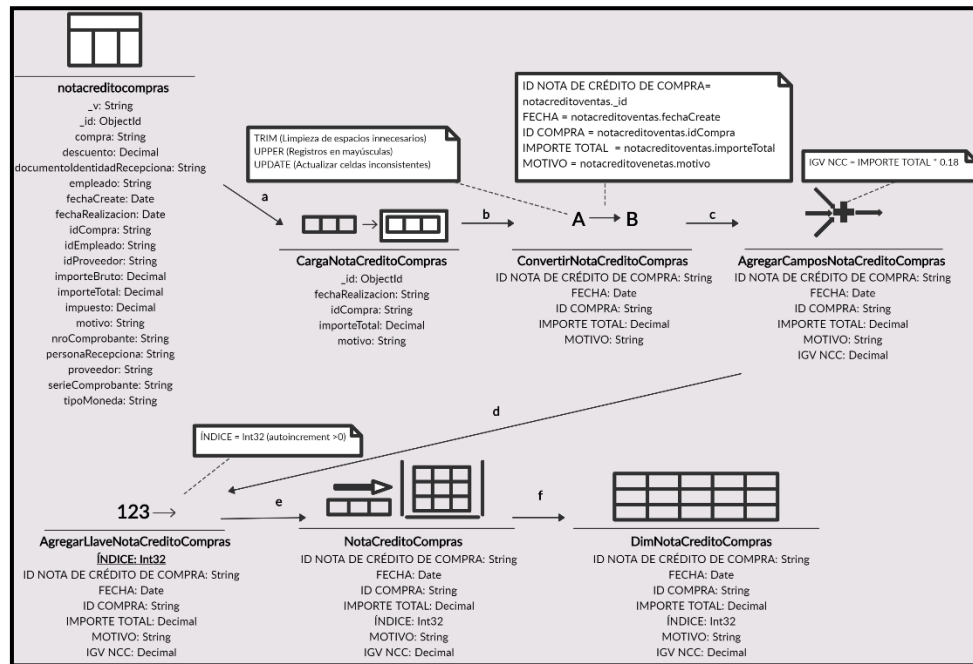 notacreditocompras
_v: String
_id: ObjectId
compra: String
descuento: Decimal
documentoIdentidadRecepciona: String
empleado: String
fechaCreate: Date
fechaRealizacion: Date
idCompra: String
idEmpleado: String
idProveedor: String
importeBruto: Decimal
importeTotal: Decimal
impuesto: Decimal
motivo: String
nroComprobante: String
personaRecepciona: String
proveedor: String
serieComprobante: String
tipoMoneda: String
a
TRIM (Limpieza de espacios innecesarios)
UPPER (Registros en mayúsculas)
UPDATE (Actualizar celdas inconsistentes)
CargaNotaCreditoCompras
_id: ObjectId
fechaRealizacion: String
idCompra: String
importeTotal: Decimal
motivo: String
b
ID NOTA DE CRÉDITO DE COMPRA=
notacreditoventas._id
FECHA = notacreditoventas.fechaCreate
ID COMPRA = notacreditoventas.idCompra
IMPORTE TOTAL = notacreditoventas.importeTotal
MOTIVO = notacreditovenetas.motivo
A B
ConvertirNotaCreditoCompras
ID NOTA DE CRÉDITO DE COMPRA: String
FECHA: Date
ID COMPRA: String
IMPORTE TOTAL: Decimal
MOTIVO: String
c
IGV NCC = IMPORTE TOTAL * 0.18
AgregarCamposNotaCreditoCompras
ID NOTA DE CRÉDITO DE COMPRA: String
FECHA: Date
ID COMPRA: String
IMPORTE TOTAL: Decimal
MOTIVO: String
IGV NCC: Decimal
d
ÍNDICE = Int32 (autoincrement >0)
123
AgregarLlaveNotaCreditoCompras
ÍNDICE: Int32
ID NOTA DE CRÉDITO DE COMPRA: String
FECHA: Date
ID COMPRA: String
IMPORTE TOTAL: Decimal
MOTIVO: String
IGV NCC: Decimal
e
NotaCreditoCompras
ID NOTA DE CRÉDITO DE COMPRA: String
FECHA: Date
ID COMPRA: String
IMPORTE TOTAL: Decimal
ÍNDICE: Int32
MOTIVO: String
IGV NCC: Decimal
f
DimNotaCreditoCompras
ID NOTA DE CRÉDITO DE COMPRA: String
FECHA: Date
ID COMPRA: String
IMPORTE TOTAL: Decimal
ÍNDICE: Int32
MOTIVO: String
IGV NCC: Decimal